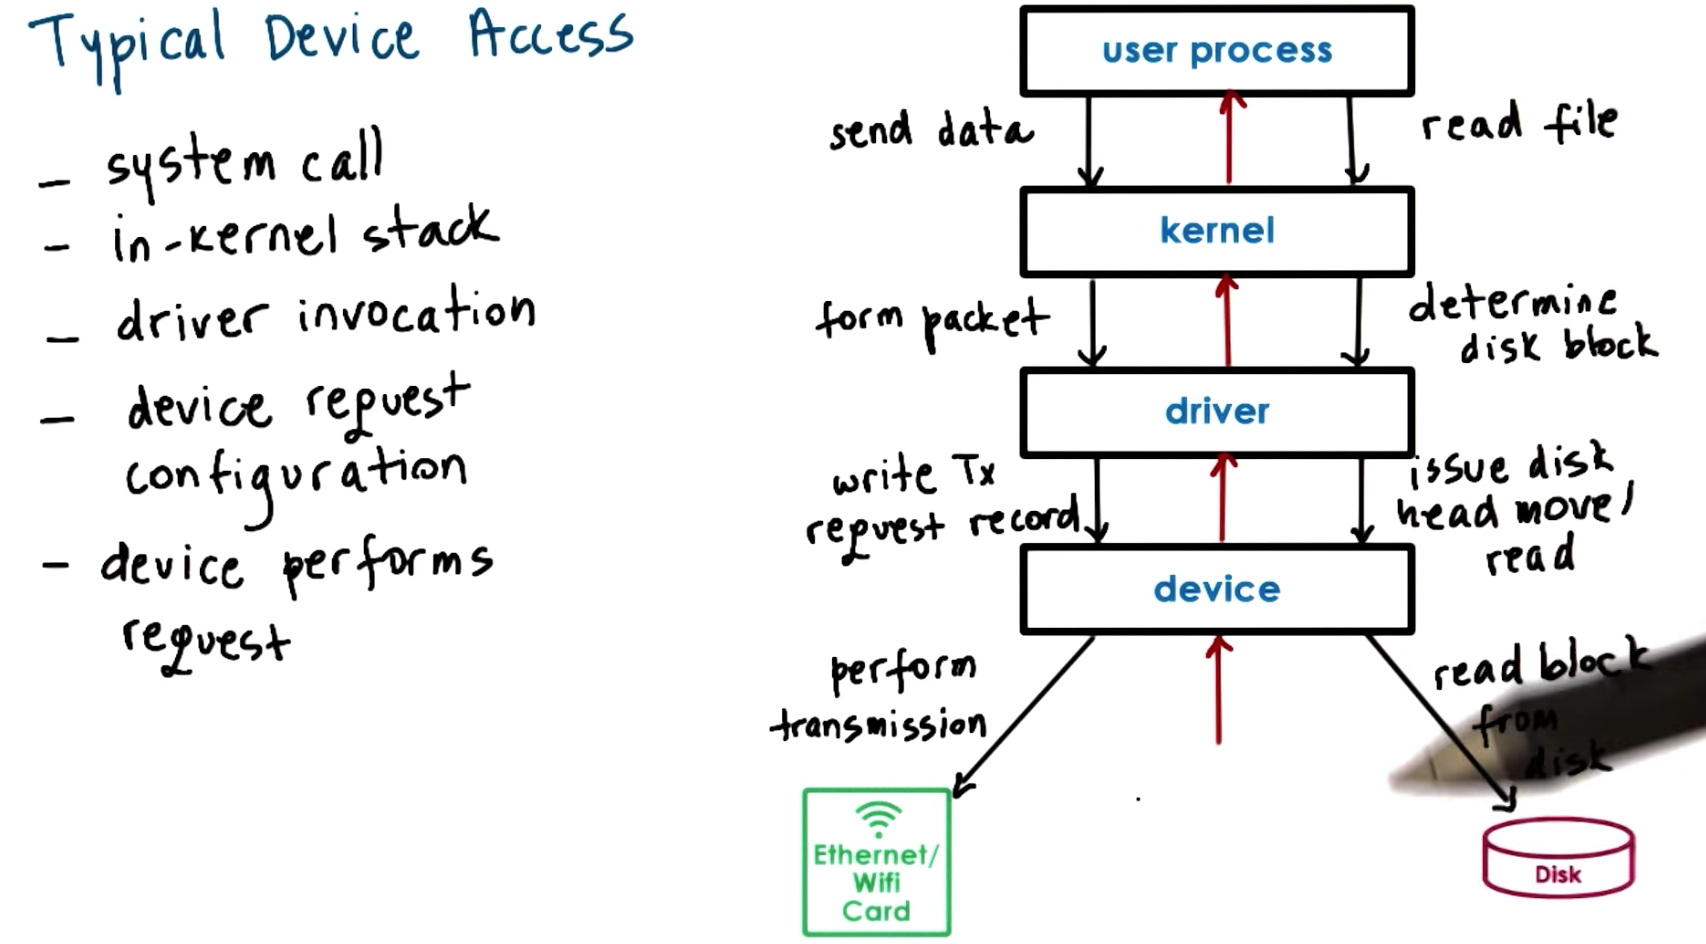 Typical Device Access
- system call
- in-kernel stack
- driver invocation
- device request
configuration
- device performs
request
user process
send data
read file
kernel
form packet
determine
disk block
driver
write Tx
request record
issue disk
head move/
read
device
perform
transmission
read block
from
disk
Ethernet/
Wifi
Card
Disk